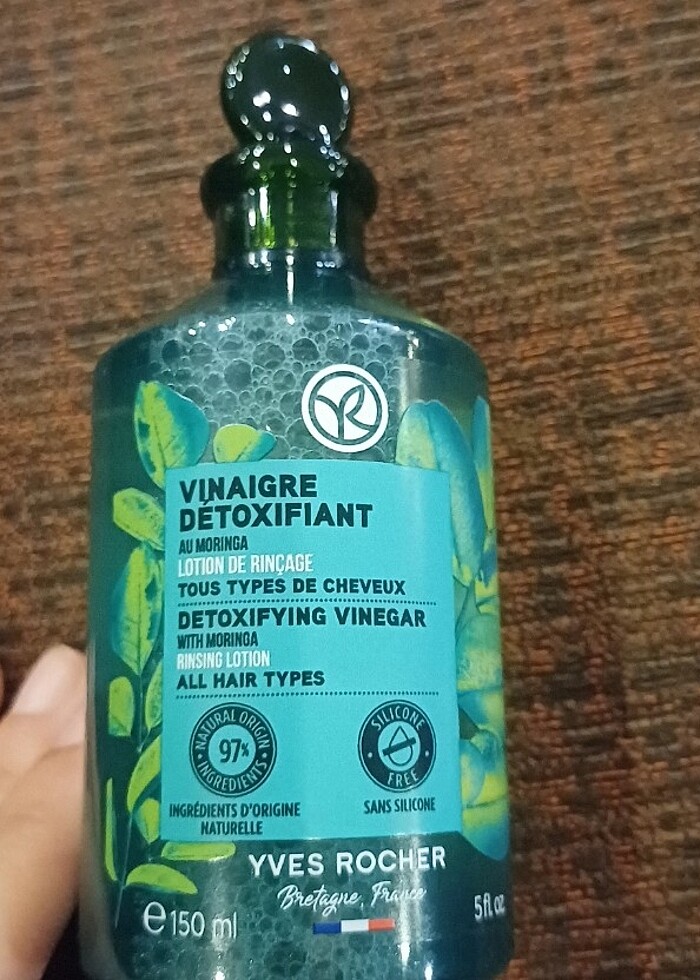 YR
VINAIGRE
DÉTOXIFIANT
AU MORINGA
LOTION DE RINÇAGE
TOUS TYPES DE CHEVEUX
DETOXIFYING VINEGAR
WITH MORINGA
RINSING LOTION
ALL HAIR TYPES
NATURAL ORIGIN
97%
INGREDIENTS
SILICONE
FREE
INGRÉDIENTS D'ORIGINE
NATURELLE
SANS SILICONE
YVES ROCHER
Bretagne, France
e 150 ml
5fl oz